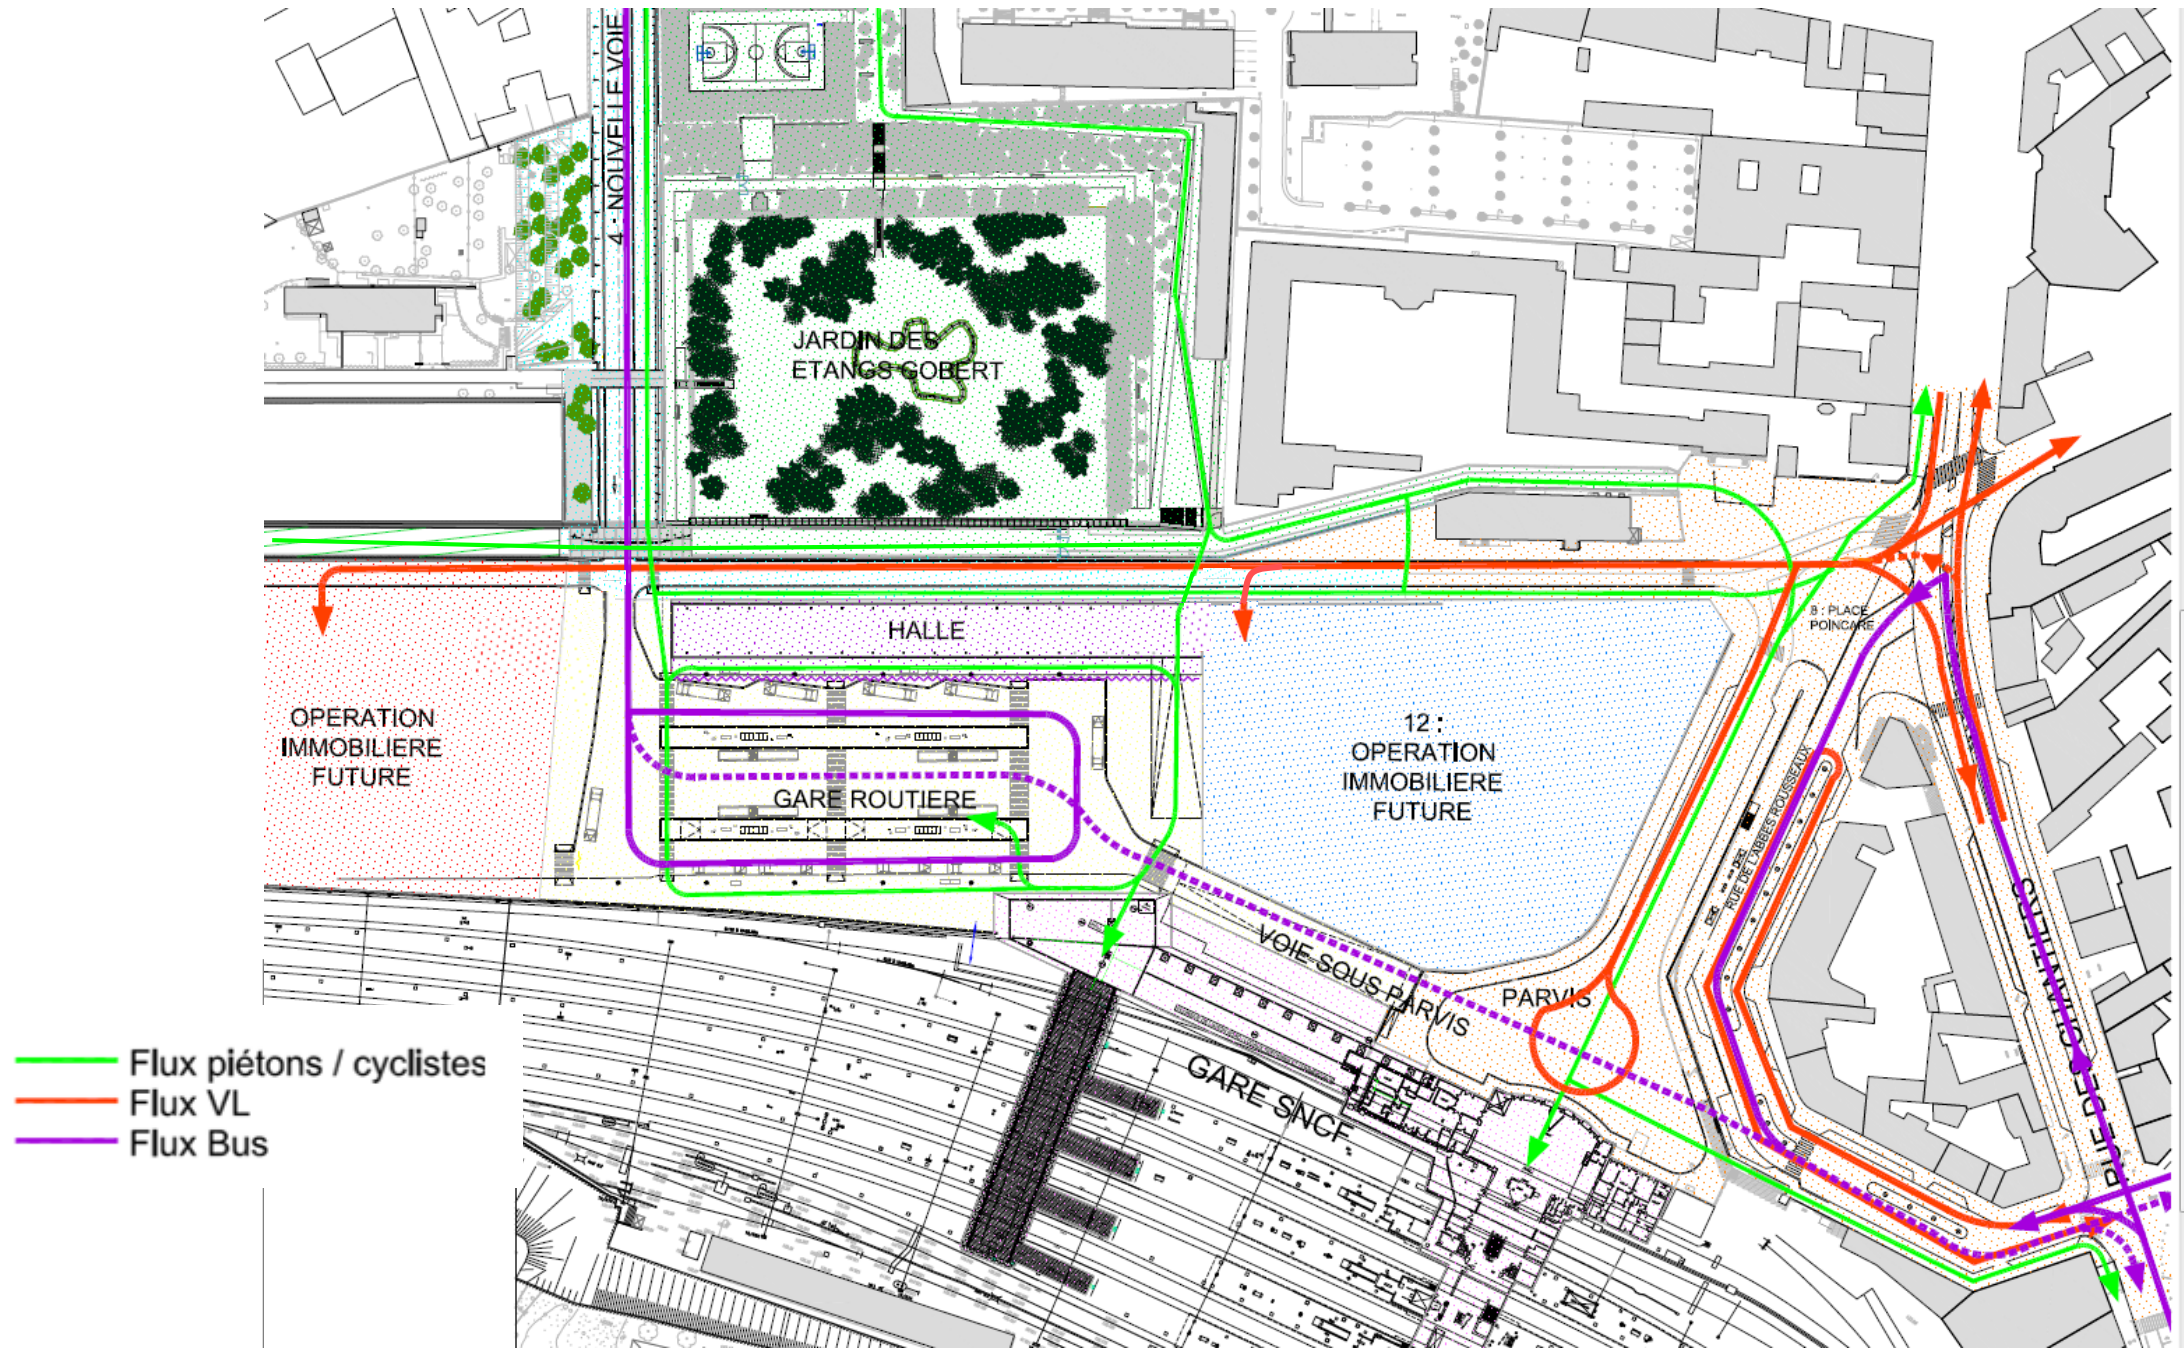 4 : NOUVELLE VOIE
JARDIN DES
ETANGS GOBERT
HALLE
8 : PLACE
POINCARE
OPERATION
IMMOBILIERE
FUTURE
12 :
OPERATION
IMMOBILIERE
FUTURE
GARE ROUTIERE
RUE DE L'ABBES ROUSSEAUX
RUE DES CHANTIERS
VOIE SOUS PARVIS
PARVIS
GARE SNCF
Flux piétons / cyclistes
Flux VL
Flux Bus